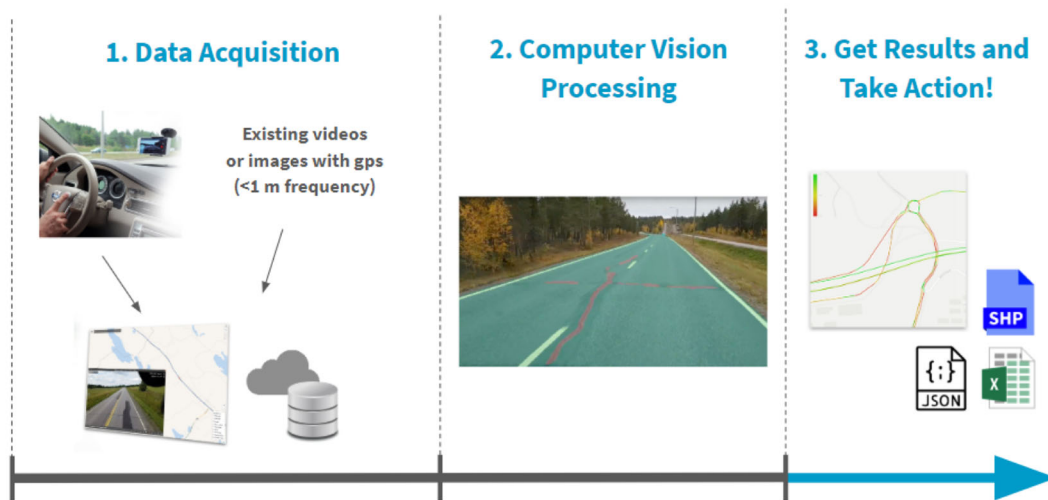 1. Data Acquisition
Existing videos
or images with gps
(<1 m frequency)
2. Computer Vision
Processing
3. Get Results and
Take Action!
SHP
{:}
JSON
X